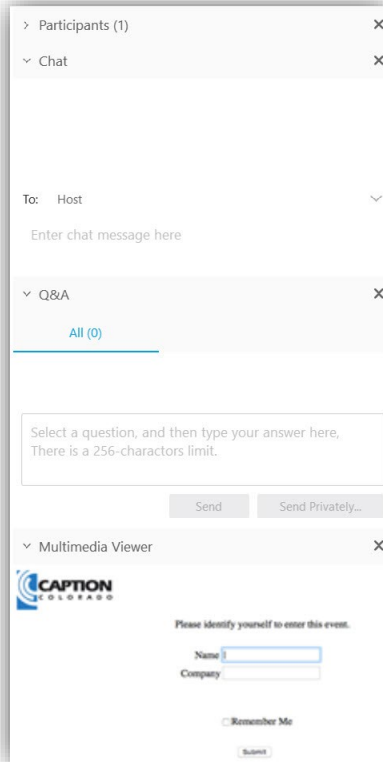 Participants (1)
Chat
To: Host
Enter chat message here
Q&A
All (0)
Select a question, and then type your answer here,
There is a 256-charactors limit.
Send Send Privately...
Multimedia Viewer
CAPTION
COLORADO
Please identify yourself to enter this event.
Name
Company
Remember Me
Submit